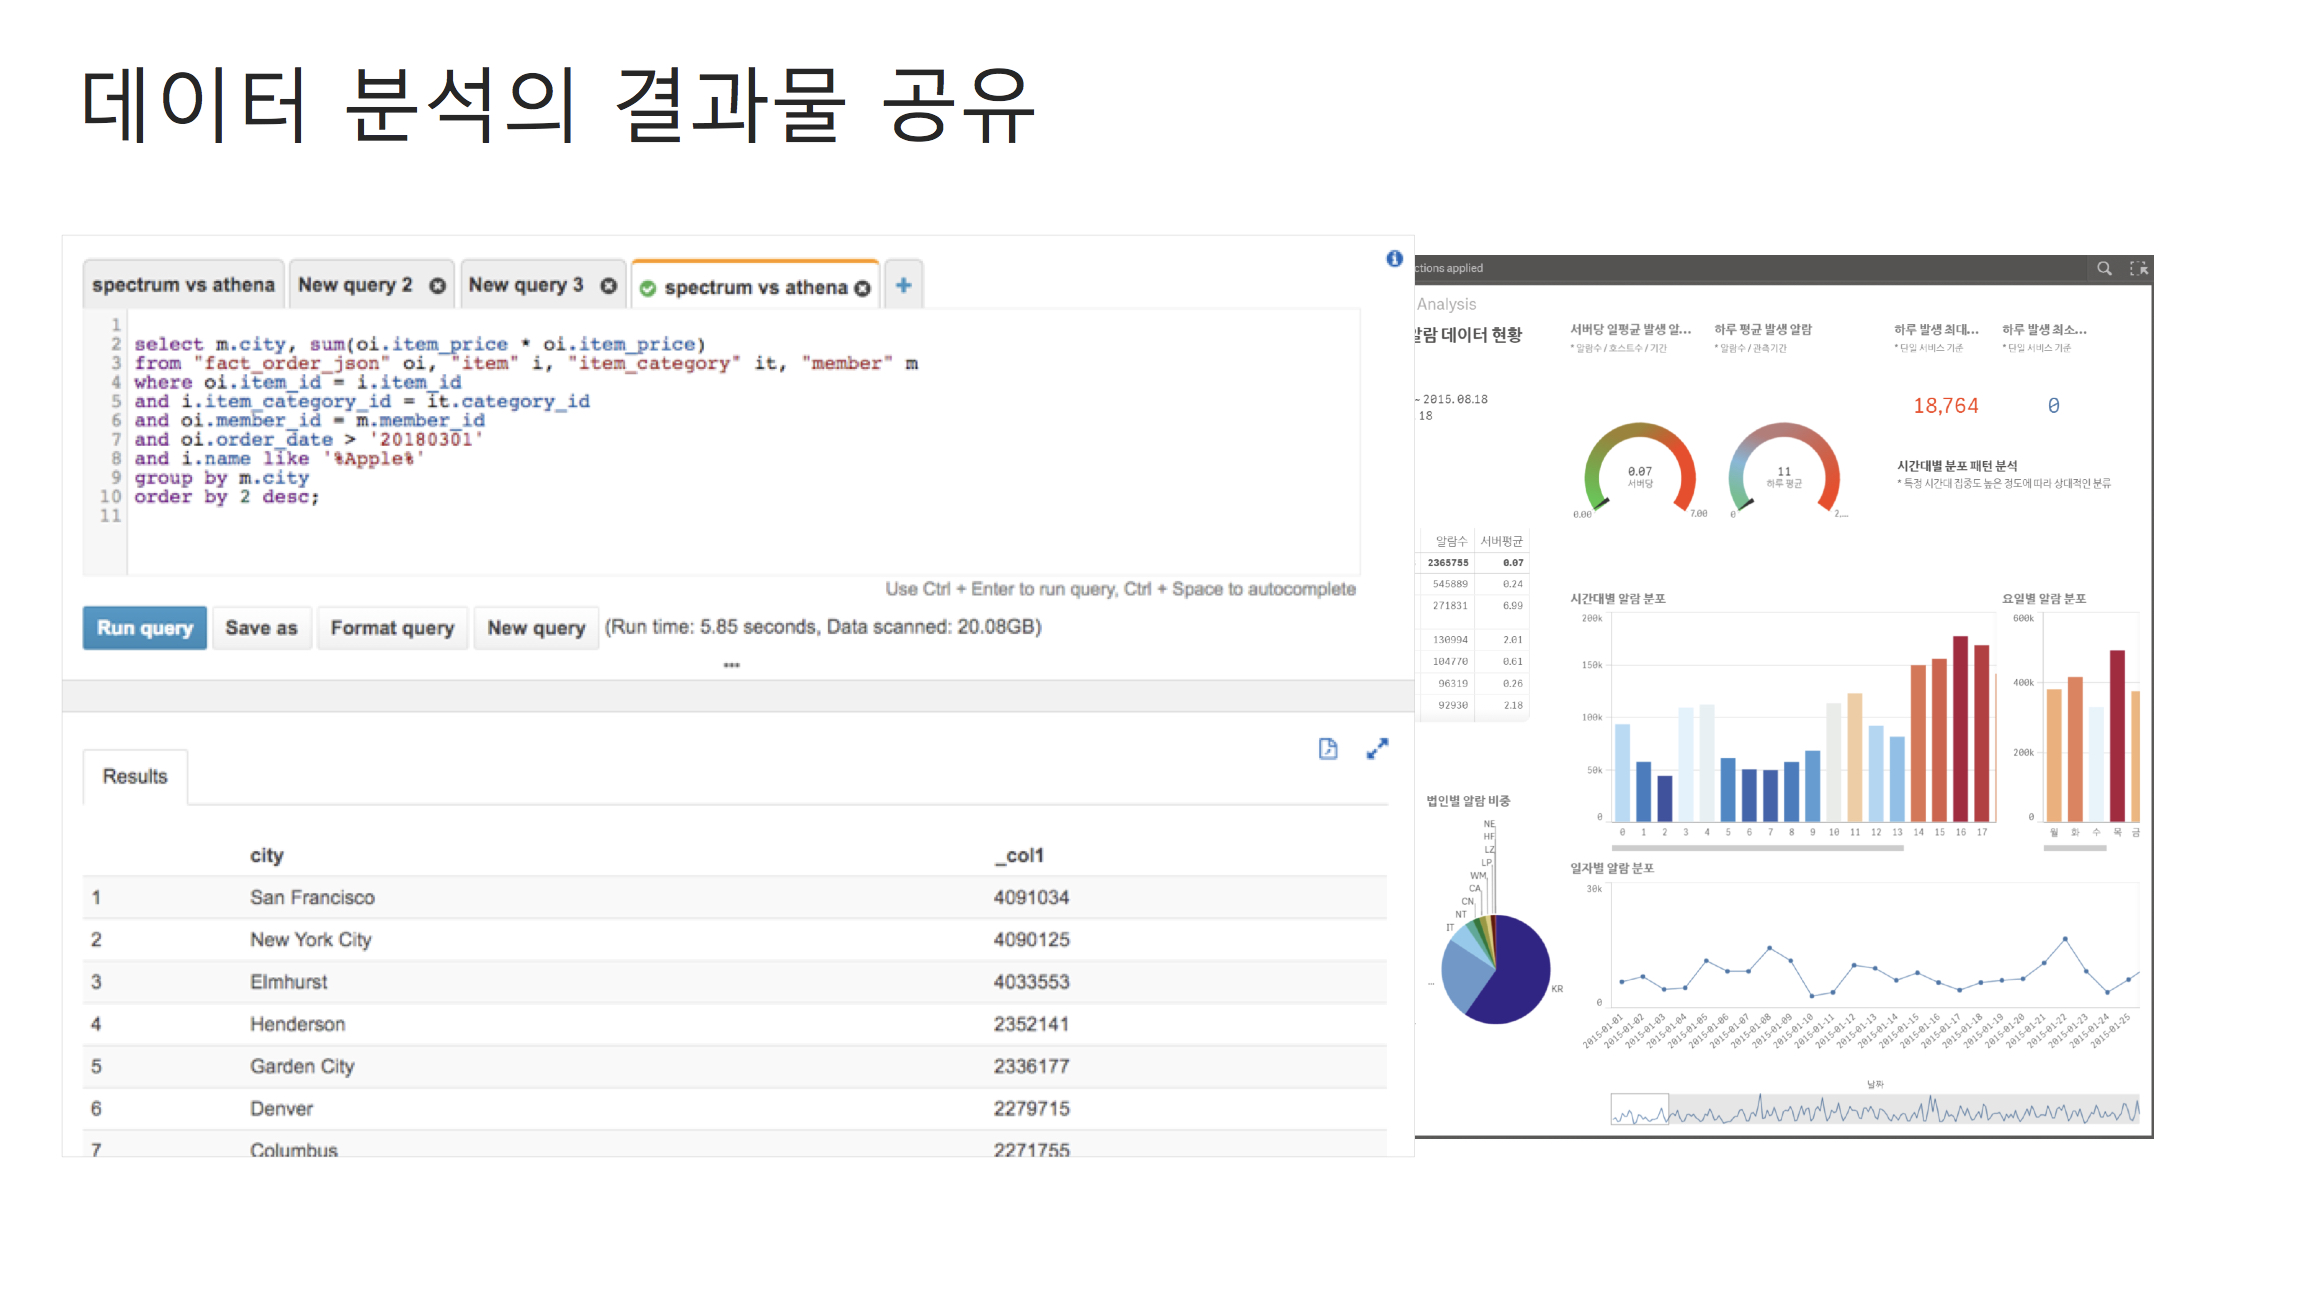 데이터 분석의 결과물 공유
spectrum vs athena
New query 2
New query 3
spectrum vs athena
1
2 select m.city, sum(oi.item_price * oi.item_price)
3 from "fact_order_json" oi, "item" i, "item_category" it, "member" m
4 where oi.item_id = i.item_id
5 and i.item_category_id = it.category_id
6 and oi.member_id = m.member_id
7 and oi.order_date > '20180301'
8 and i.name like '%Apple%'
9 group by m.city
10 order by 2 desc;
11
Use Ctrl + Enter to run query, Ctrl + Space to autocomplete
Run query Save as Format query New query (Run time: 5.85 seconds, Data scanned: 20.08GB)
Results
city _col1
1 San Francisco 4091034
2 New York City 4090125
3 Elmhurst 4033553
4 Henderson 2352141
5 Garden City 2336177
6 Denver 2279715
7 Columbus 2271755
ctions applied
Analysis
알람 데이터 현황
~ 2015.08.18
18
서버당 일평균 발생 알...
* 알람수 / 호스트수 / 기간
하루 평균 발생 알람
* 알람수 / 관측기간
하루 발생 최대...
* 단일 서비스 기준
하루 발생 최소...
* 단일 서비스 기준
18,764
0
0.07
서버당
0.00 7.00
11
하루 평균
0 2....
시간대별 분포 패턴 분석
* 특정 시간대 집중도 높은 정도에 따라 상대적인 분류
알람수 서버평균
2365755 0.07
545889 0.24
271831 6.99
130994 2.01
104770 0.61
96319 0.26
92930 2.18
시간대별 알람 분포
200k
150k
100k
50k
0
0 1 2 3 4 5 6 7 8 9 10 11 12 13 14 15 16 17
요일별 알람 분포
600k
400k
200k
0
월 화 수 목 금
법인별 알람 비중
NE
HF
LZ
LP
WM
CA
CN
NT
IT
...
KR
일자별 알람 분포
30k
0
2015-01-01 2015-01-02 2015-01-03 2015-01-04 2015-01-05 2015-01-06 2015-01-07 2015-01-08 2015-01-09 2015-01-10 2015-01-11 2015-01-12 2015-01-13 2015-01-14 2015-01-15 2015-01-16 2015-01-17 2015-01-18 2015-01-19 2015-01-20 2015-01-21 2015-01-22 2015-01-23 2015-01-24 2015-01-25
날짜